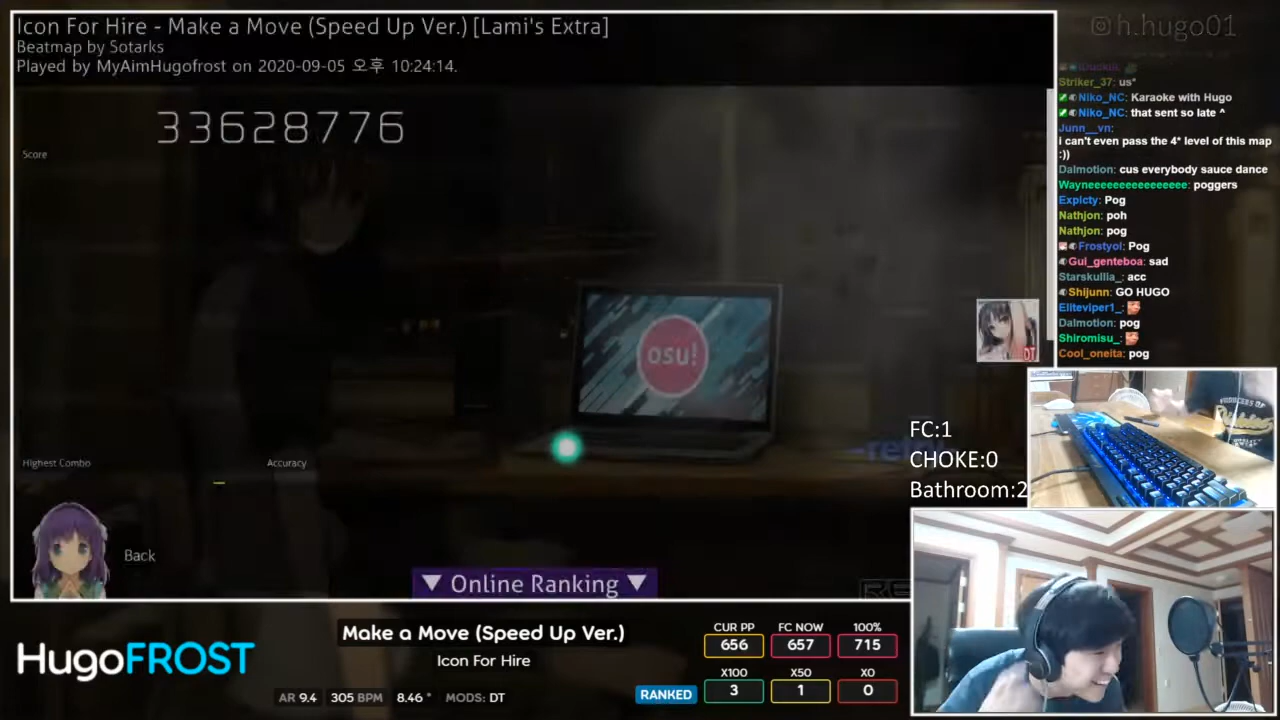 Icon For Hire - Make a Move (Speed Up Ver.) [Lami's Extra]
Beatmap by Sotarks
Played by MyAimHugofrost on 2020-09-05 오후 10:24:14.
33628776
Score
osu!
DT
Highest Combo
Accuracy
Back
▼ Online Ranking ▼
h.hugo01
Striker_37: us*
Niko_NC: Karaoke with Hugo
Niko_NC: that sent so late ^
Junn__vn:
i can't even pass the 4* level of this map
:))
Dalmotion: cus everybody sauce dance
Wayneeeeeeeeeeeeeee: poggers
Expicty: Pog
Nathjon: poh
Nathjon: pog
Frostyol: Pog
Gui_genteboa: sad
Starskullia_: acc
Shijunn: GO HUGO
Eliteviper1_:
Dalmotion: pog
Shiromisu_:
Cool_oneita: pog
FC:1
CHOKE:0
Bathroom:2
HugoFROST
Make a Move (Speed Up Ver.)
Icon For Hire
AR 9.4 305 BPM 8.46 * MODS: DT
RANKED
CUR PP FC NOW 100%
656 657 715
X100 X50 X0
3 1 0